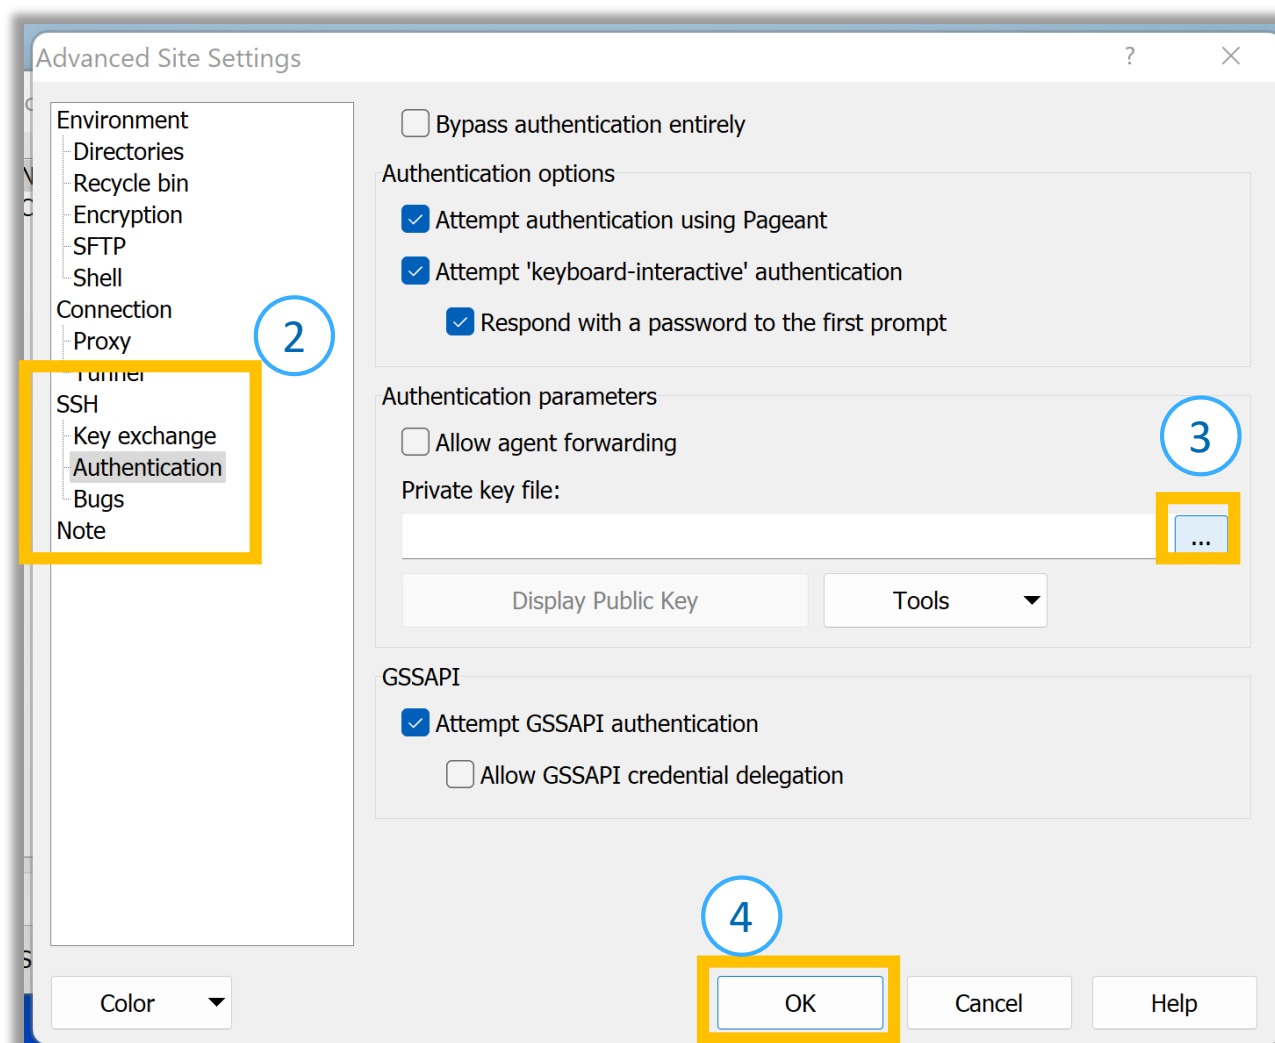 Advanced Site Settings
?
Environment
Directories
Recycle bin
Encryption
SFTP
Shell
Connection
Proxy
Tunnel
SSH
Key exchange
Authentication
Bugs
Note
2
Bypass authentication entirely
Authentication options
Attempt authentication using Pageant
Attempt 'keyboard-interactive' authentication
Respond with a password to the first prompt
Authentication parameters
Allow agent forwarding
3
Private key file:
...
Display Public Key
Tools
GSSAPI
Attempt GSSAPI authentication
Allow GSSAPI credential delegation
4
Color
OK
Cancel
Help